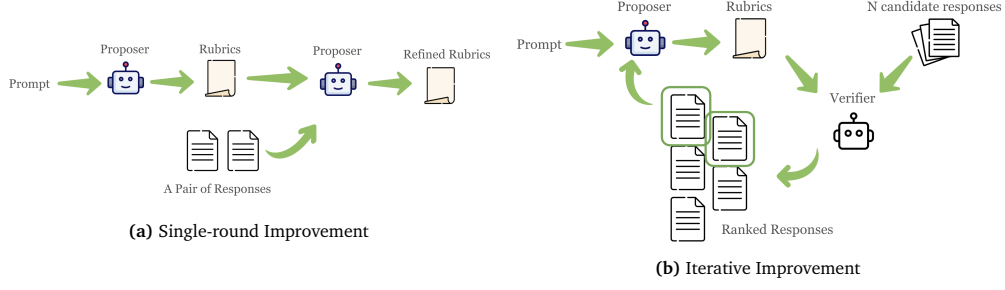 Proposer
Rubrics
Proposer
Refined Rubrics
Prompt
A Pair of Responses
(a) Single-round Improvement
Proposer
Rubrics
N candidate responses
Prompt
Verifier
Ranked Responses
(b) Iterative Improvement